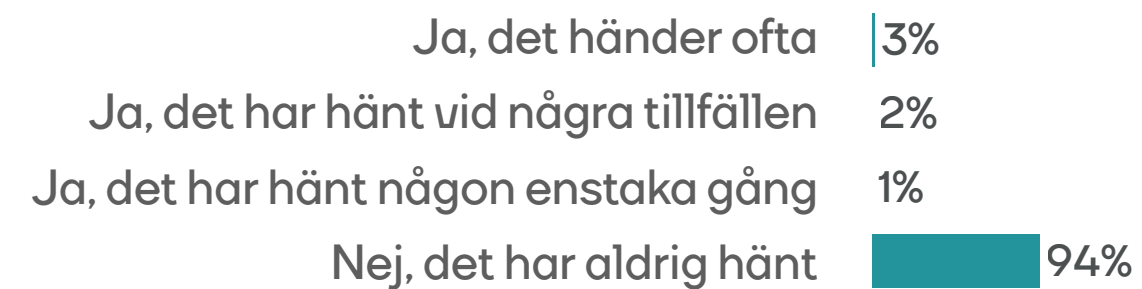 Ja, det händer ofta 3%
Ja, det har hänt vid några tillfällen 2%
Ja, det har hänt någon enstaka gång 1%
Nej, det har aldrig hänt 94%